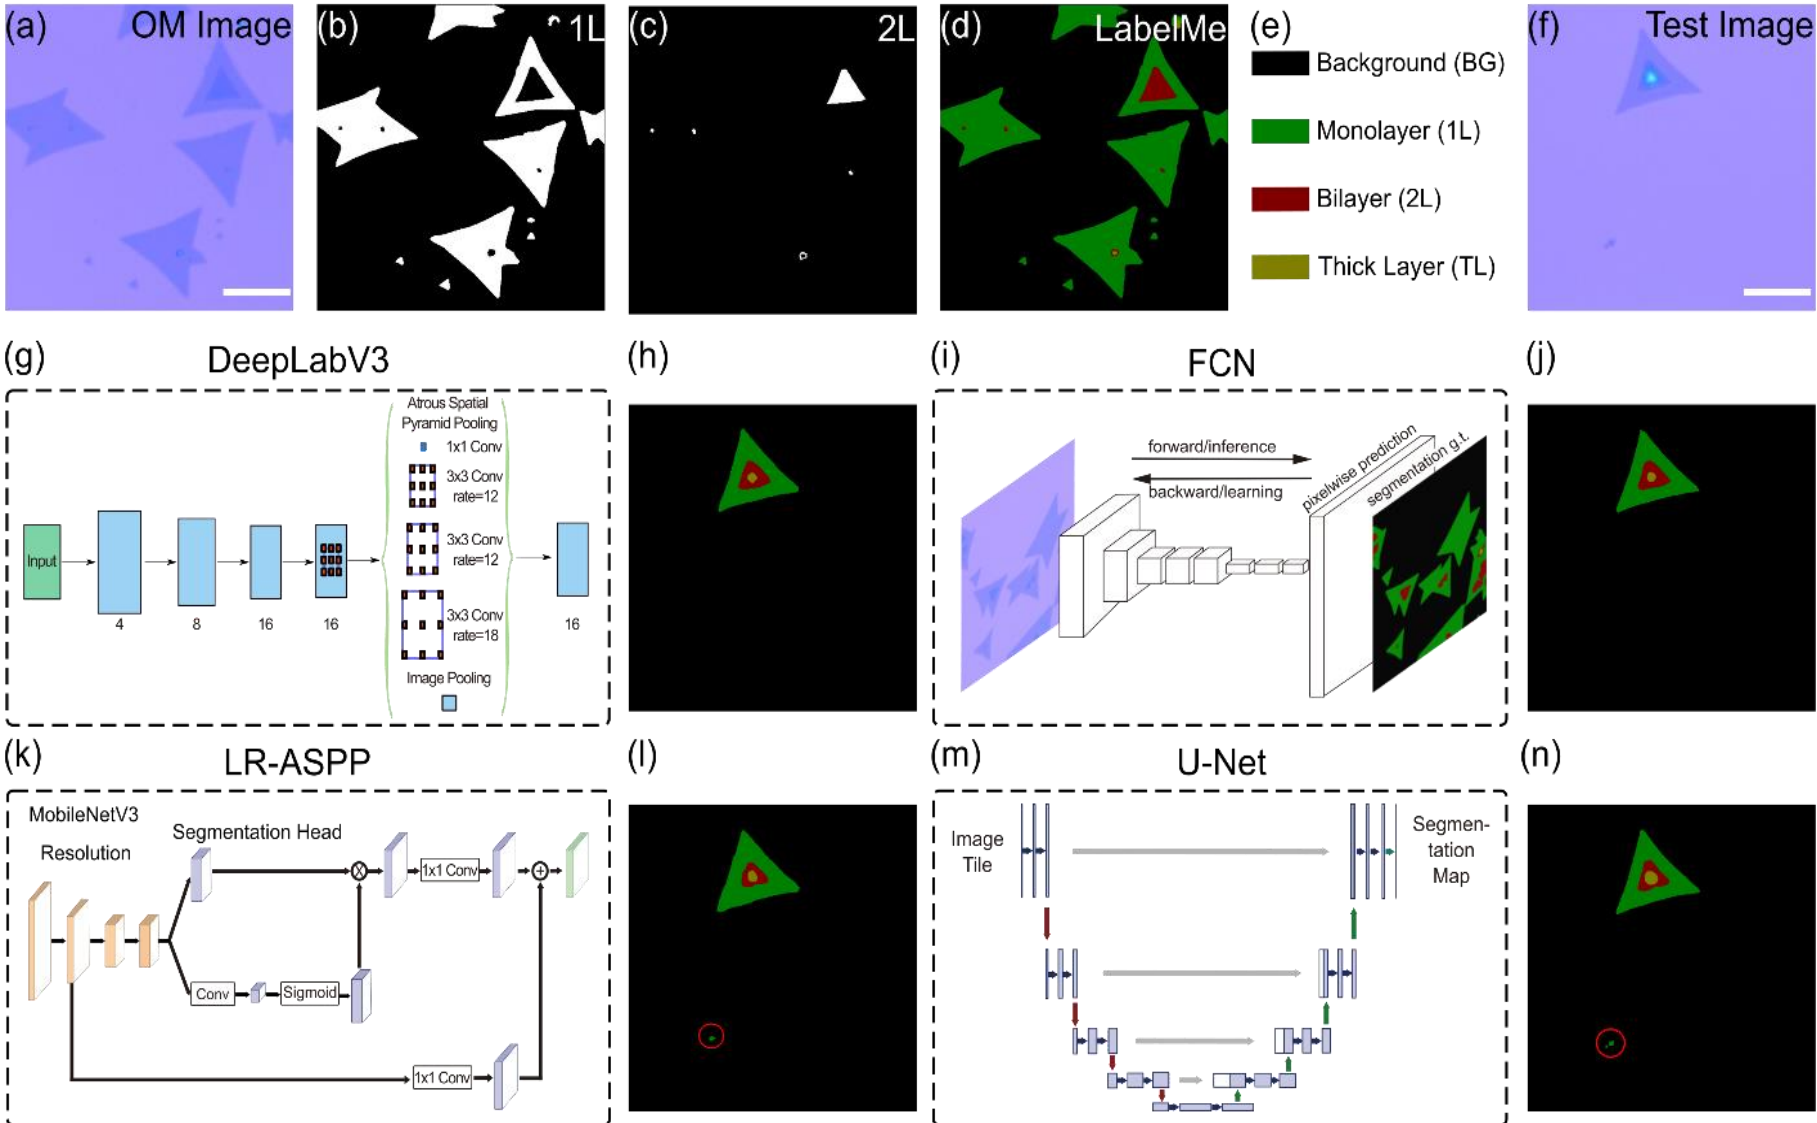 (a) OM Image
(b) 1L
(c) 2L
(d) LabelMe
(e)
Background (BG)
Monolayer (1L)
Bilayer (2L)
Thick Layer (TL)
(f) Test Image
(g) DeepLabV3
Input
4
8
16
16
Atrous Spatial
Pyramid Pooling
1x1 Conv
3x3 Conv
rate=12
3x3 Conv
rate=12
3x3 Conv
rate=18
Image Pooling
16
(h)
(i) FCN
forward/inference
backward/learning
pixelwise prediction
segmentation g.t.
(j)
(k) LR-ASPP
MobileNetV3
Resolution
Segmentation Head
1x1 Conv
Conv
Sigmoid
1x1 Conv
(l)
(m) U-Net
Image
Tile
Segmen-
tation
Map
(n)